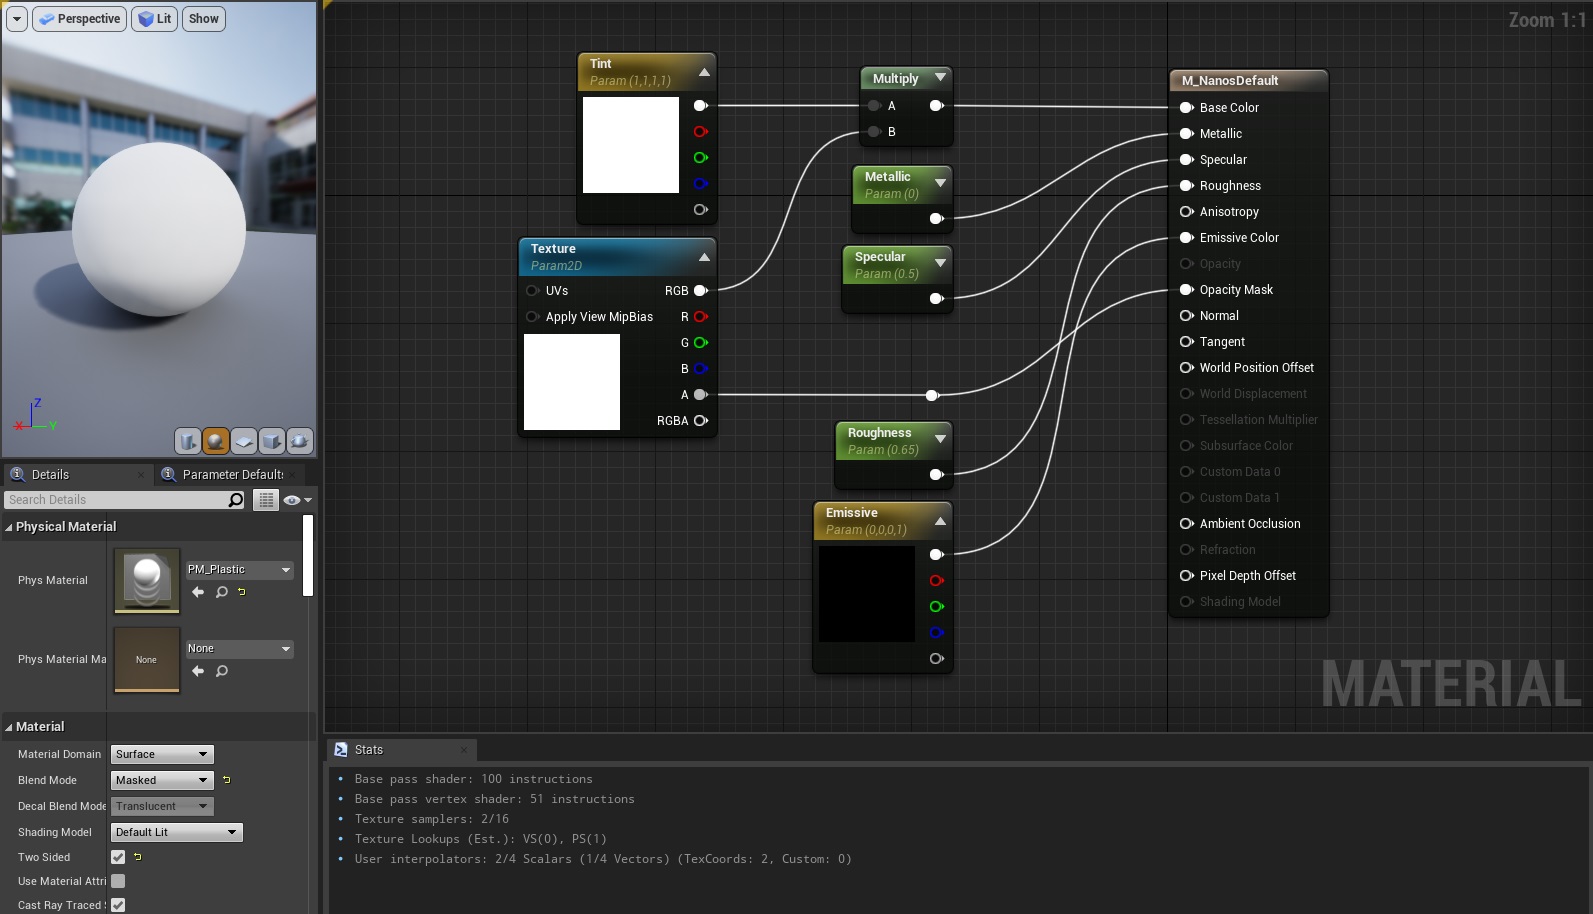 Perspective
Lit
Show
Zoom 1:1
Tint
Param (1,1,1,1)
Texture
Param2D
UVs
RGB
Apply View MipBias
R
G
B
A
RGBA
Multiply
A
B
Metallic
Param (0)
Specular
Param (0.5)
Roughness
Param (0.65)
Emissive
Param (0,0,0,1)
M_NanosDefault
Base Color
Metallic
Specular
Roughness
Anisotropy
Emissive Color
Opacity
Opacity Mask
Normal
Tangent
World Position Offset
World Displacement
Tessellation Multiplier
Subsurface Color
Custom Data 0
Custom Data 1
Ambient Occlusion
Refraction
Pixel Depth Offset
Shading Model
MATERIAL
Z
X
Y
Details
Parameter Defaults
Search Details
Physical Material
Phys Material
PM_Plastic
Phys Material Ma
None
None
Material
Material Domain
Surface
Blend Mode
Masked
Decal Blend Mode
Translucent
Shading Model
Default Lit
Two Sided
Use Material Attri
Cast Ray Traced S
Stats
Base pass shader: 100 instructions
Base pass vertex shader: 51 instructions
Texture samplers: 2/16
Texture Lookups (Est.): VS(0), PS(1)
User interpolators: 2/4 Scalars (1/4 Vectors) (TexCoords: 2, Custom: 0)